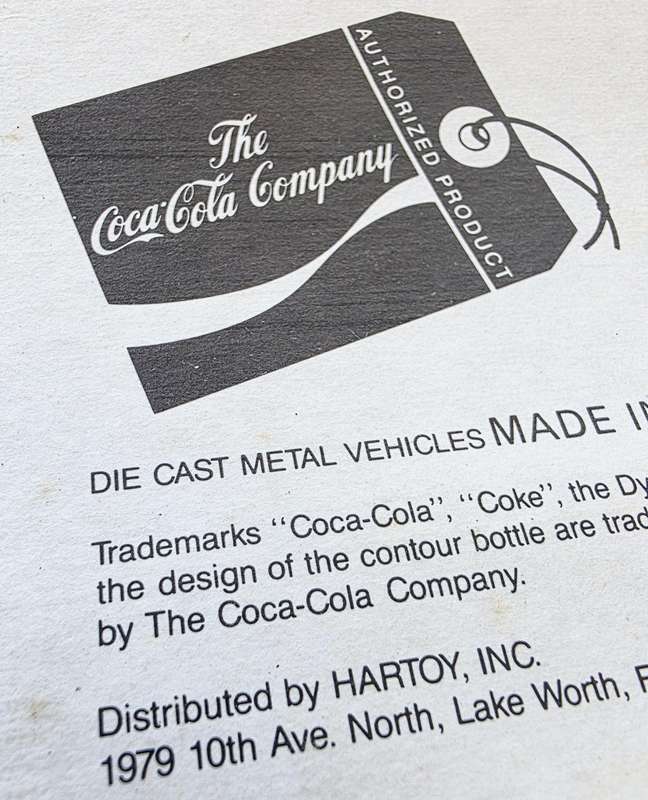 The
Coca-Cola Company
AUTHORIZED PRODUCT
DIE CAST METAL VEHICLES MADE
Trademarks “Coca-Cola”, “Coke”, the
the design of the contour bottle are
by The Coca-Cola Company.
Distributed by HARTOY, INC.
1979 10th Ave. North, Lake Worth,